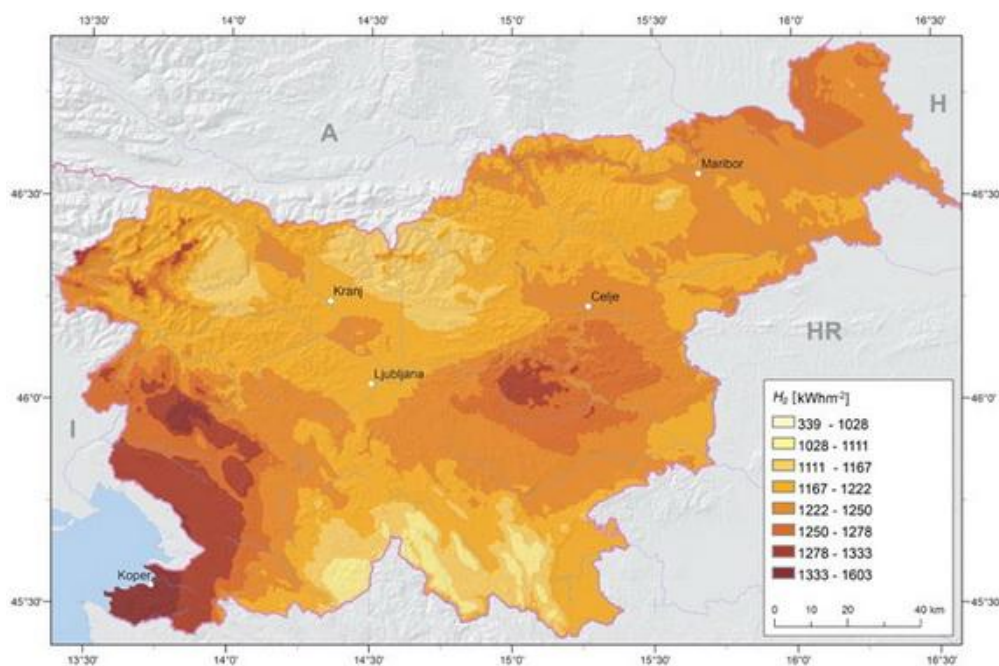 13°30' 14°0' 14°30' 15°0' 15°30' 16°0' 16°30'
A
H
Maribor
46°30' 46°30'
Kranj
Celje
HR
Ljubljana
46°0' 46°0'
I
H₀ [kWhm⁻²]
339 - 1028
1028 - 1111
1111 - 1167
1167 - 1222
1222 - 1250
1250 - 1278
1278 - 1333
1333 - 1603
Koper
45°30' 45°30'
0 10 20 40 km
13°30' 14°0' 14°30' 15°0' 15°30' 16°0' 16°30'